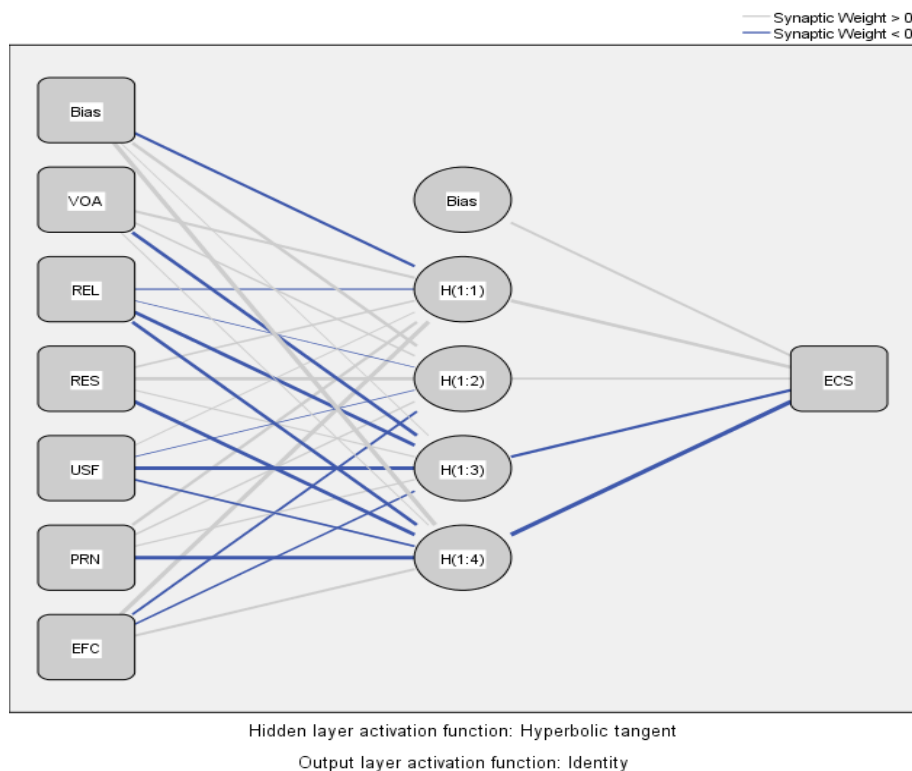 Synaptic Weight > 0
Synaptic Weight < 0
Bias
VOA
REL
RES
USF
PRN
EFC
Bias
H(1:1)
H(1:2)
H(1:3)
H(1:4)
ECS
Hidden layer activation function: Hyperbolic tangent
Output layer activation function: Identity